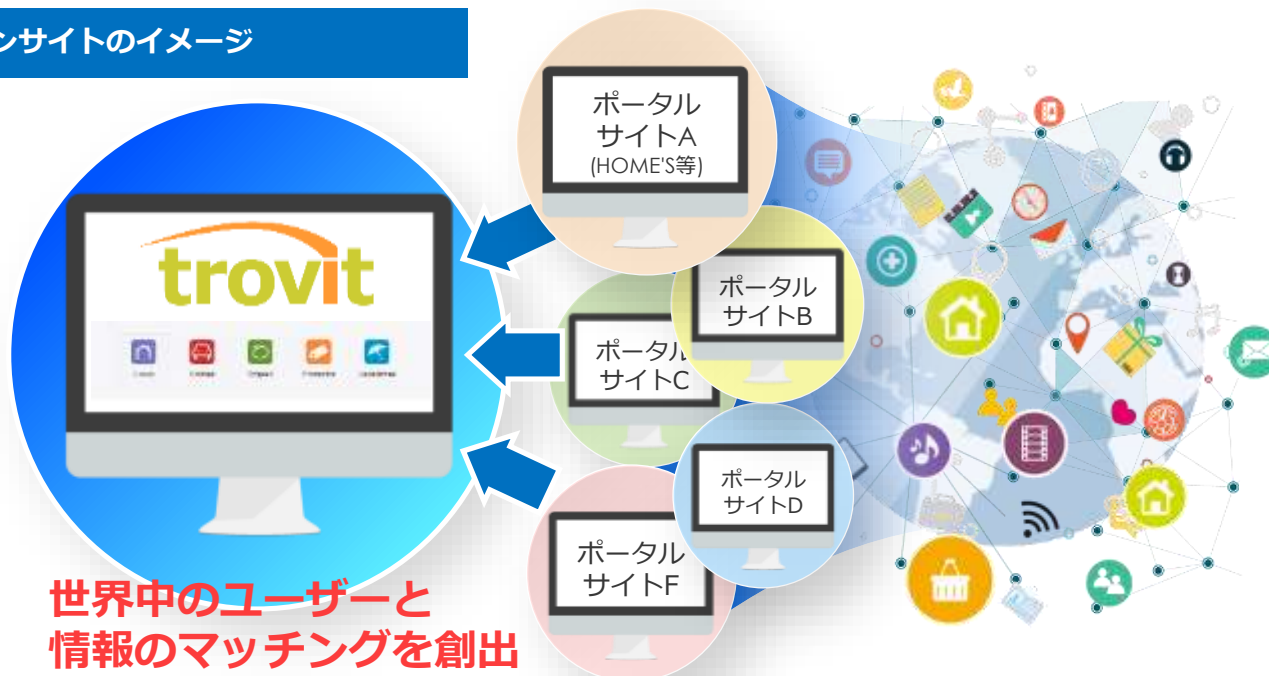 ンサイトのイメージ
trovit
ポータル
サイトA
(HOME'S等)
ポータル
サイトB
ポータル
サイトC
ポータル
サイトD
ポータル
サイトF
世界中のユーザーと
情報のマッチングを創出